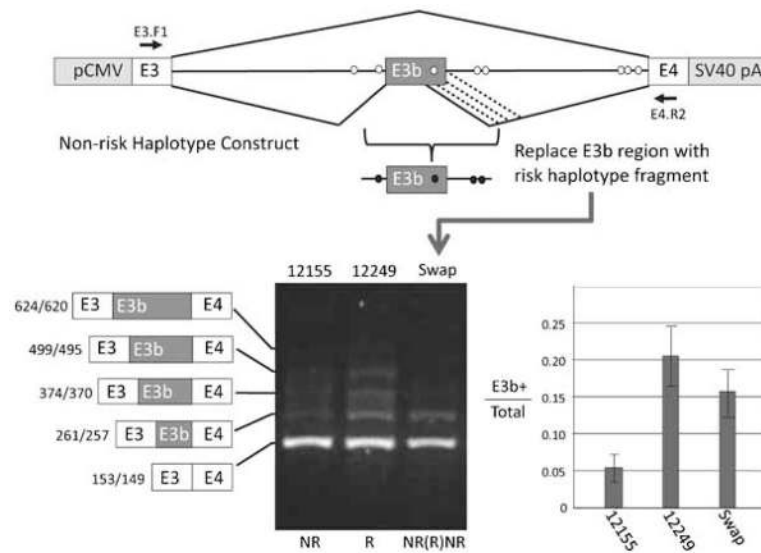 E3.F1
pCMV E3 E3b E4 SV40 pA
E4.R2
Non-risk Haplotype Construct
E3b
Replace E3b region with
risk haplotype fragment
12155 12249 Swap
624/620 E3 E3b E4
499/495 E3 E3b E4
374/370 E3 E3b E4
261/257 E3 E3b E4
153/149 E3 E4
NR R NR(R)NR
E3b+
Total
0.25
0.20
0.15
0.10
0.05
0
12155
12249
Swap